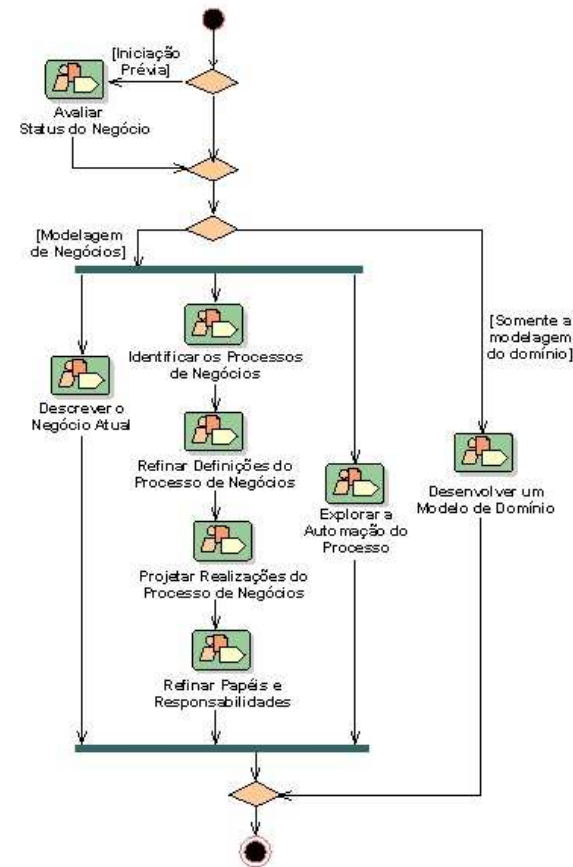 [Iniciação
Prévia]
Avaliar
Status do Negócio
[Modelagem
de Negócios]
[Somente a
modelagem
do domínio]
Identificar os Processos
de Negócios
Descrever o
Negócio Atual
Refinar Definições do
Processo de Negócios
Explorar a
Automação do
Processo
Desenvolver um
Modelo de Domínio
Projetar Realizações do
Processo de Negócios
Refinar Papéis e
Responsabilidades